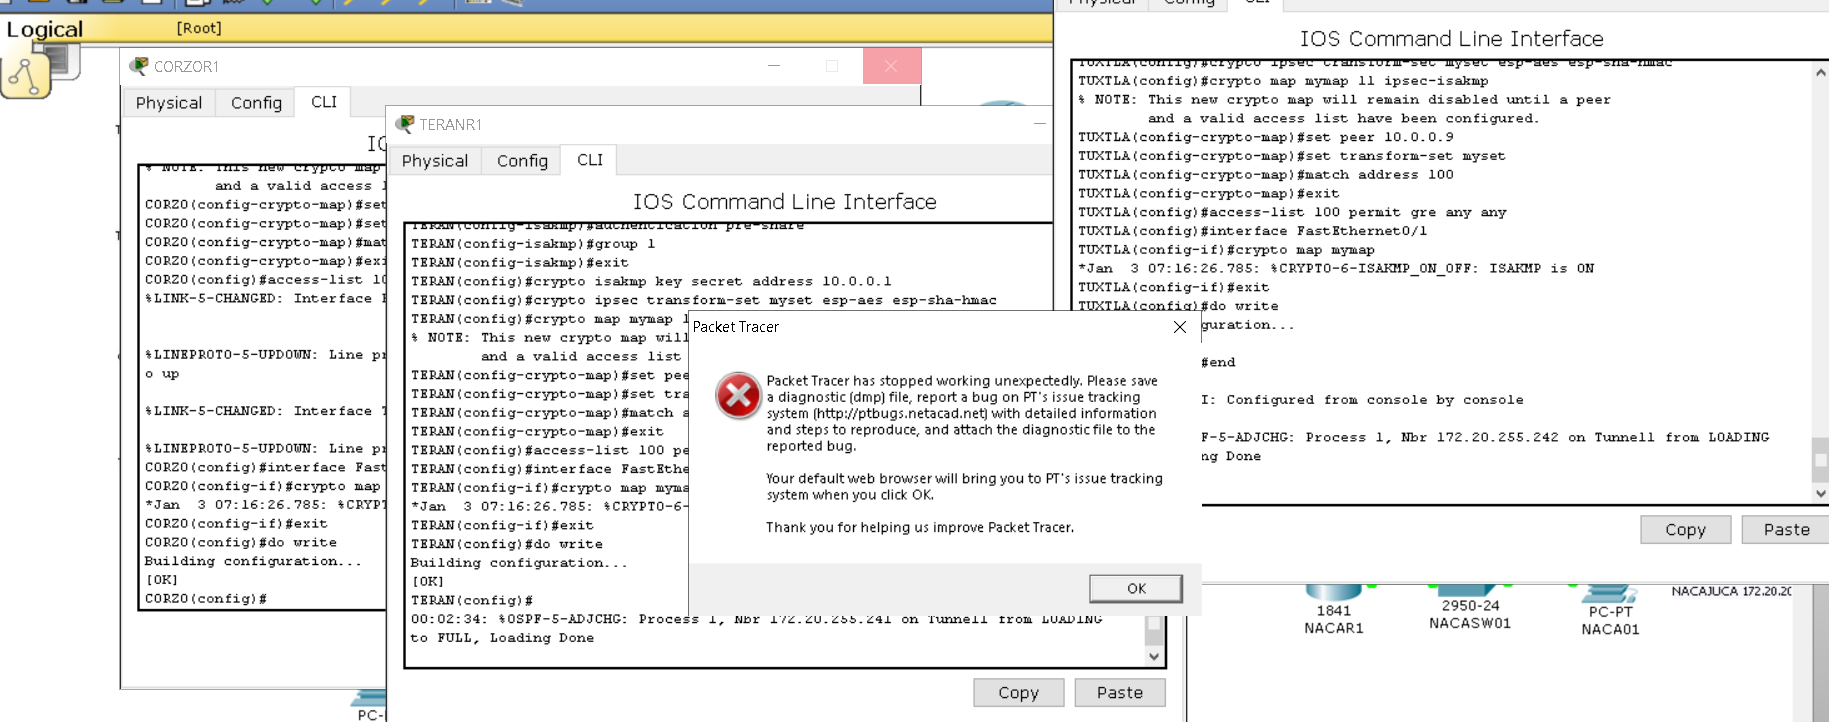 Logical
[Root]
CORZOR1
Physical
Config
CLI
% NOTE: This new crypto map
and a valid access
CORZO(config-crypto-map)#set
CORZO(config-crypto-map)#set
CORZO(config-crypto-map)#mat
CORZO(config-crypto-map)#exi
CORZO(config)#access-list 10
%LINK-5-CHANGED: Interface
%LINEPROTO-5-UPDOWN: Line pr
o up
%LINK-5-CHANGED: Interface T
%LINEPROTO-5-UPDOWN: Line pr
CORZO(config)#interface Fast
CORZO(config-if)#crypto map
*Jan  3 07:16:26.785: %CRYPT
CORZO(config-if)#exit
CORZO(config)#do write
Building configuration...
[OK]
CORZO(config)#
TERANR1
Physical
Config
CLI
IOS Command Line Interface
TERAN(config-isakmp)#authentication pre-share
TERAN(config-isakmp)#group 1
TERAN(config-isakmp)#exit
TERAN(config)#crypto isakmp key secret address 10.0.0.1
TERAN(config)#crypto ipsec transform-set myset esp-aes esp-sha-hmac
TERAN(config)#crypto map mymap 1
% NOTE: This new crypto map will
and a valid access list
TERAN(config-crypto-map)#set pee
TERAN(config-crypto-map)#set tra
TERAN(config-crypto-map)#match a
TERAN(config-crypto-map)#exit
TERAN(config)#access-list 100 pe
TERAN(config)#interface FastEthe
TERAN(config-if)#crypto map myma
*Jan  3 07:16:26.785: %CRYPTO-6-
TERAN(config-if)#exit
TERAN(config)#do write
Building configuration...
[OK]
TERAN(config)#
00:02:34: %OSPF-5-ADJCHG: Process 1, Nbr 172.20.255.241 on Tunnel1 from LOADING
to FULL, Loading Done
Copy
Paste
Packet Tracer
Packet Tracer has stopped working unexpectedly. Please save
a diagnostic (dmp) file, report a bug on PT's issue tracking
system (http://ptbugs.netacad.net) with detailed information
and steps to reproduce, and attach the diagnostic file to the
reported bug.
Your default web browser will bring you to PT's issue tracking
system when you click OK.
Thank you for helping us improve Packet Tracer.
OK
Physical
Config
CLI
IOS Command Line Interface
TUXTLA(config)#crypto ipsec transform-set myset esp-aes esp-sha-hmac
TUXTLA(config)#crypto map mymap 11 ipsec-isakmp
% NOTE: This new crypto map will remain disabled until a peer
and a valid access list have been configured.
TUXTLA(config-crypto-map)#set peer 10.0.0.9
TUXTLA(config-crypto-map)#set transform-set myset
TUXTLA(config-crypto-map)#match address 100
TUXTLA(config-crypto-map)#exit
TUXTLA(config)#access-list 100 permit gre any any
TUXTLA(config)#interface FastEthernet0/1
TUXTLA(config-if)#crypto map mymap
*Jan  3 07:16:26.785: %CRYPTO-6-ISAKMP_ON_OFF: ISAKMP is ON
TUXTLA(config-if)#exit
TUXTLA(config)#do write
guration...
#end
I: Configured from console by console
F-5-ADJCHG: Process 1, Nbr 172.20.255.242 on Tunnel1 from LOADING
ng Done
Copy
Paste
1841
NACAR1
2950-24
NACASW01
PC-PT
NACA01
NACAJUCA 172.20.20
PC-